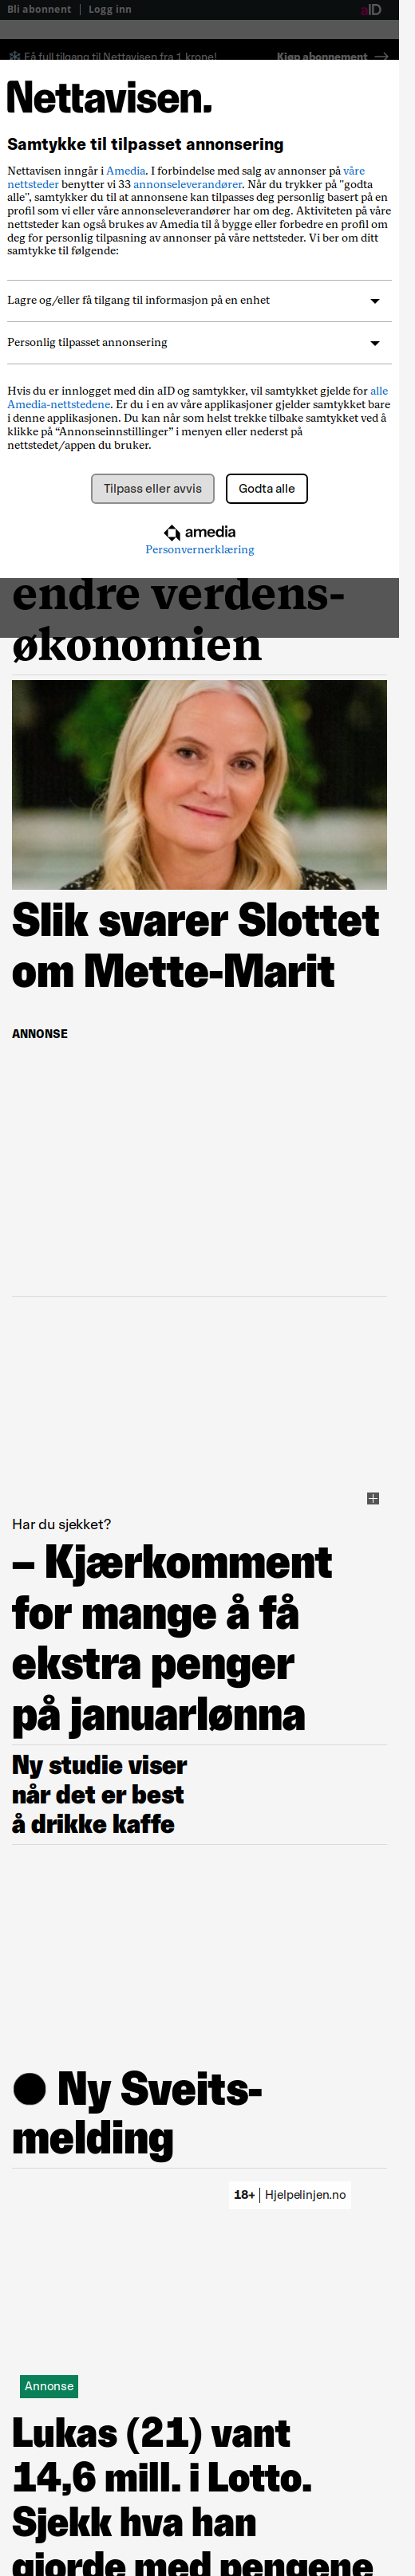 Bli abonnent | Logg inn aID
Få full tilgang til Nettavisen fra 1 krone! Kjøp abonnement →
Nettavisen.
Samtykke til tilpasset annonsering
Nettavisen inngår i Amedia. I forbindelse med salg av annonser på våre
nettsteder benytter vi 33 annonseleverandører. Når du trykker på "godta
alle", samtykker du til at annonsene kan tilpasses deg personlig basert på en
profil som vi eller våre annonseleverandører har om deg. Aktiviteten på våre
nettsteder kan også brukes av Amedia til å bygge eller forbedre en profil om
deg for personlig tilpasning av annonser på våre nettsteder. Vi ber om ditt
samtykke til følgende:
Lagre og/eller få tilgang til informasjon på en enhet
Personlig tilpasset annonsering
Hvis du er innlogget med din aID og samtykker, vil samtykket gjelde for alle
Amedia-nettstedene. Er du i en av våre applikasjoner gjelder samtykket bare
i denne applikasjonen. Du kan når som helst trekke tilbake samtykket ved å
klikke på “Annonseinnstillinger” i menyen eller nederst på
nettstedet/appen du bruker.
Tilpass eller avvis Godta alle
amedia
Personvernerklæring
endre verdens-
økonomien
Slik svarer Slottet
om Mette-Marit
ANNONSE
Har du sjekket?
– Kjærkomment
for mange å få
ekstra penger
på januarlønna
Ny studie viser
når det er best
å drikke kaffe
● Ny Sveits-
melding
18+ | Hjelpelinjen.no
Annonse
Lukas (21) vant
14,6 mill. i Lotto.
Sjekk hva han
gjorde med pengene